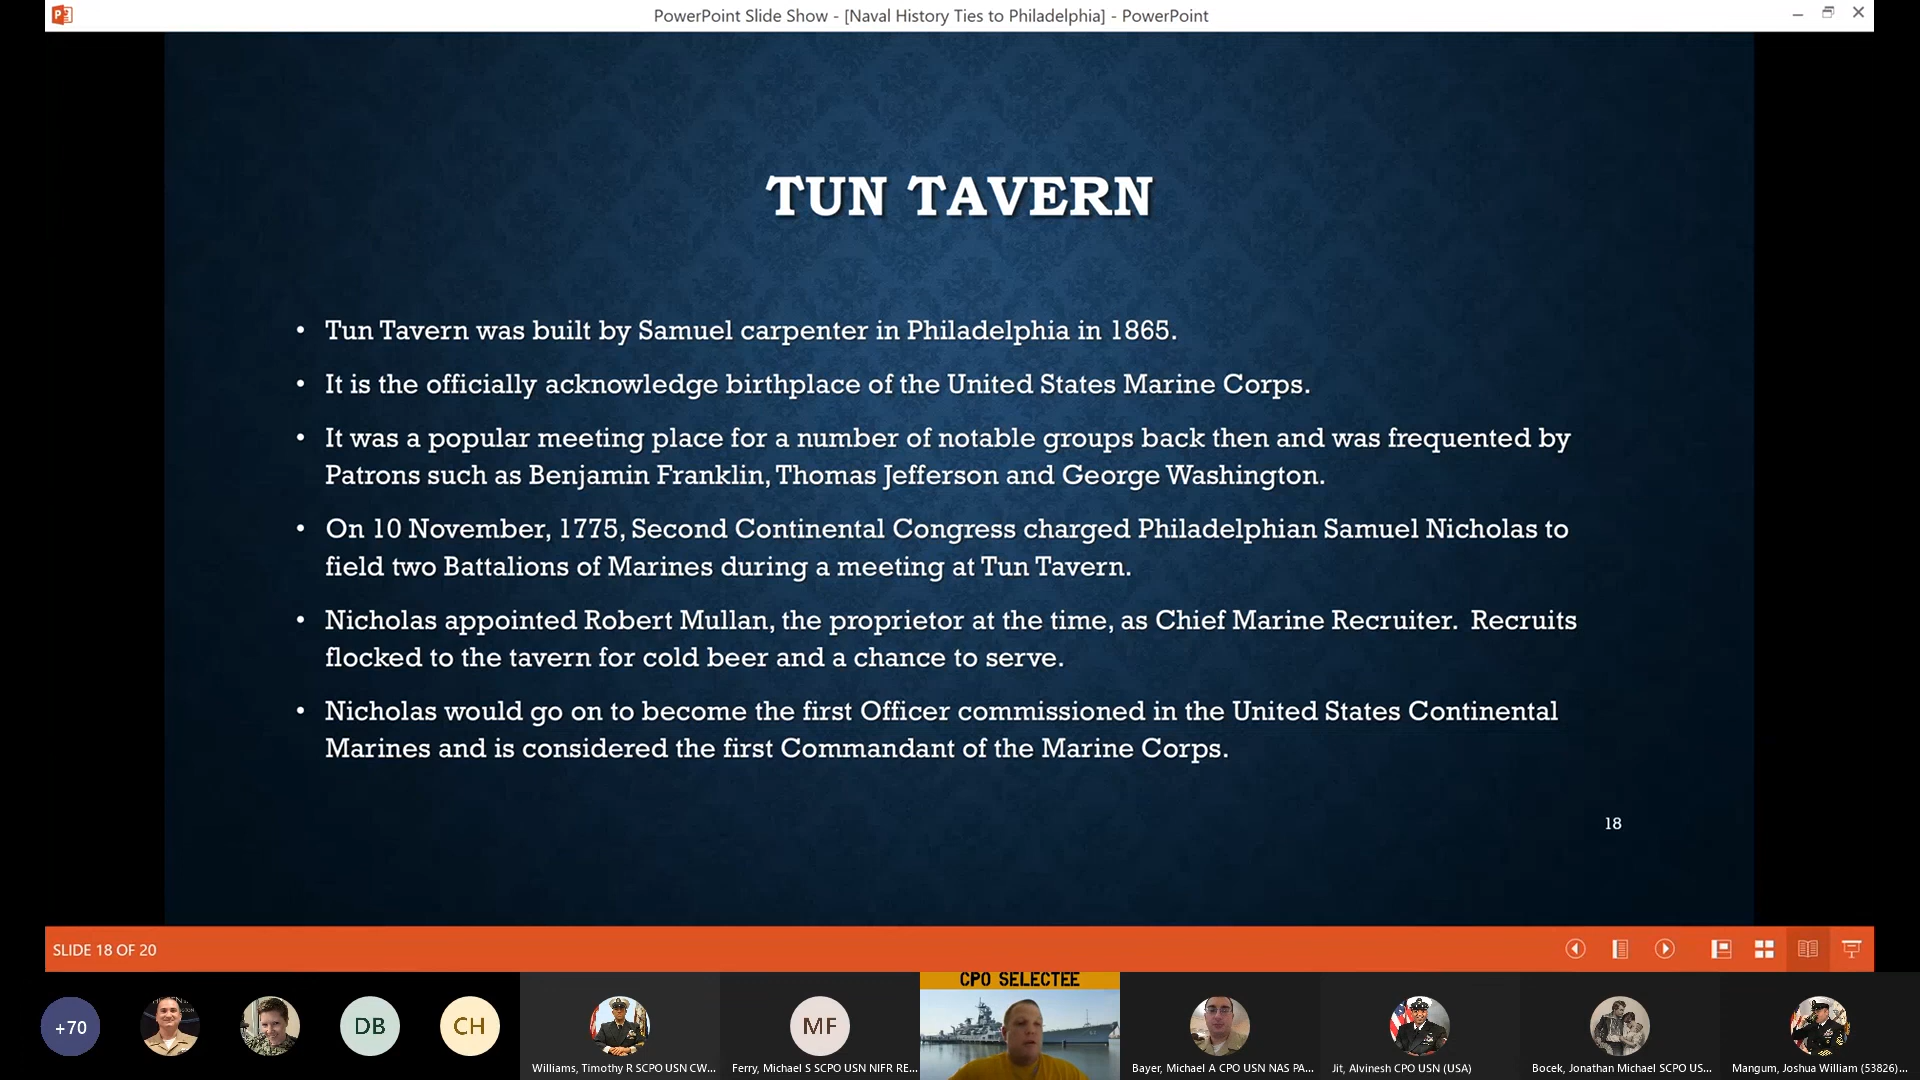 PowerPoint Slide Show - [Naval History Ties to Philadelphia] - PowerPoint
TUN TAVERN
• Tun Tavern was built by Samuel carpenter in Philadelphia in 1865.
• It is the officially acknowledge birthplace of the United States Marine Corps.
• It was a popular meeting place for a number of notable groups back then and was frequented by
Patrons such as Benjamin Franklin, Thomas Jefferson and George Washington.
• On 10 November, 1775, Second Continental Congress charged Philadelphian Samuel Nicholas to
field two Battalions of Marines during a meeting at Tun Tavern.
• Nicholas appointed Robert Mullan, the proprietor at the time, as Chief Marine Recruiter. Recruits
flocked to the tavern for cold beer and a chance to serve.
• Nicholas would go on to become the first Officer commissioned in the United States Continental
Marines and is considered the first Commandant of the Marine Corps.
18
SLIDE 18 OF 20
+70
DB
CH
MF
CPO SELECTEE
Williams, Timothy R SCPO USN CW...
Ferry, Michael S SCPO USN NIFR RE...
Bayer, Michael A CPO USN NAS PA...
Jit, Alvinesh CPO USN (USA)
Bocek, Jonathan Michael SCPO US...
Mangum, Joshua William (53826)...